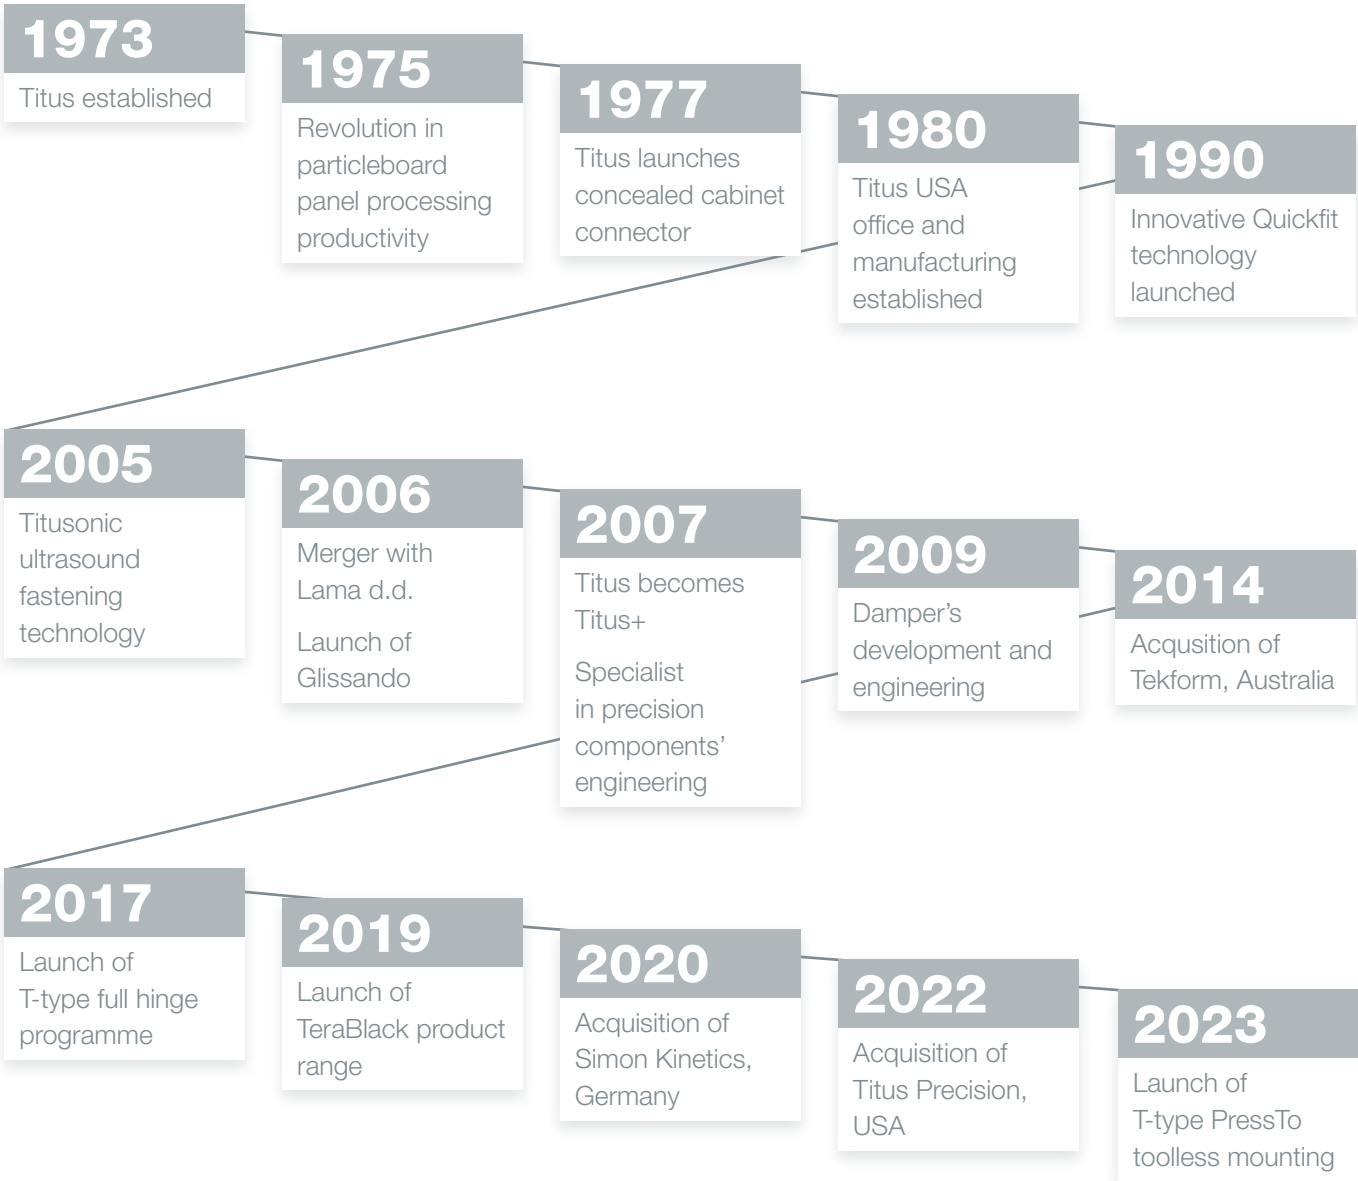 1973
Titus established
1975
Revolution in
particleboard
panel processing
productivity
1977
Titus launches
concealed cabinet
connector
1980
Titus USA
office and
manufacturing
established
1990
Innovative Quickfit
technology
launched
2005
Titusonic
ultrasound
fastening
technology
2006
Merger with
Lama d.d.
Launch of
Glissando
2007
Titus becomes
Titus+
Specialist
in precision
components’
engineering
2009
Damper’s
development and
engineering
2014
Acqusition of
Tekform, Australia
2017
Launch of
T-type full hinge
programme
2019
Launch of
TeraBlack product
range
2020
Acquisition of
Simon Kinetics,
Germany
2022
Acquisition of
Titus Precision,
USA
2023
Launch of
T-type PressTo
toolless mounting